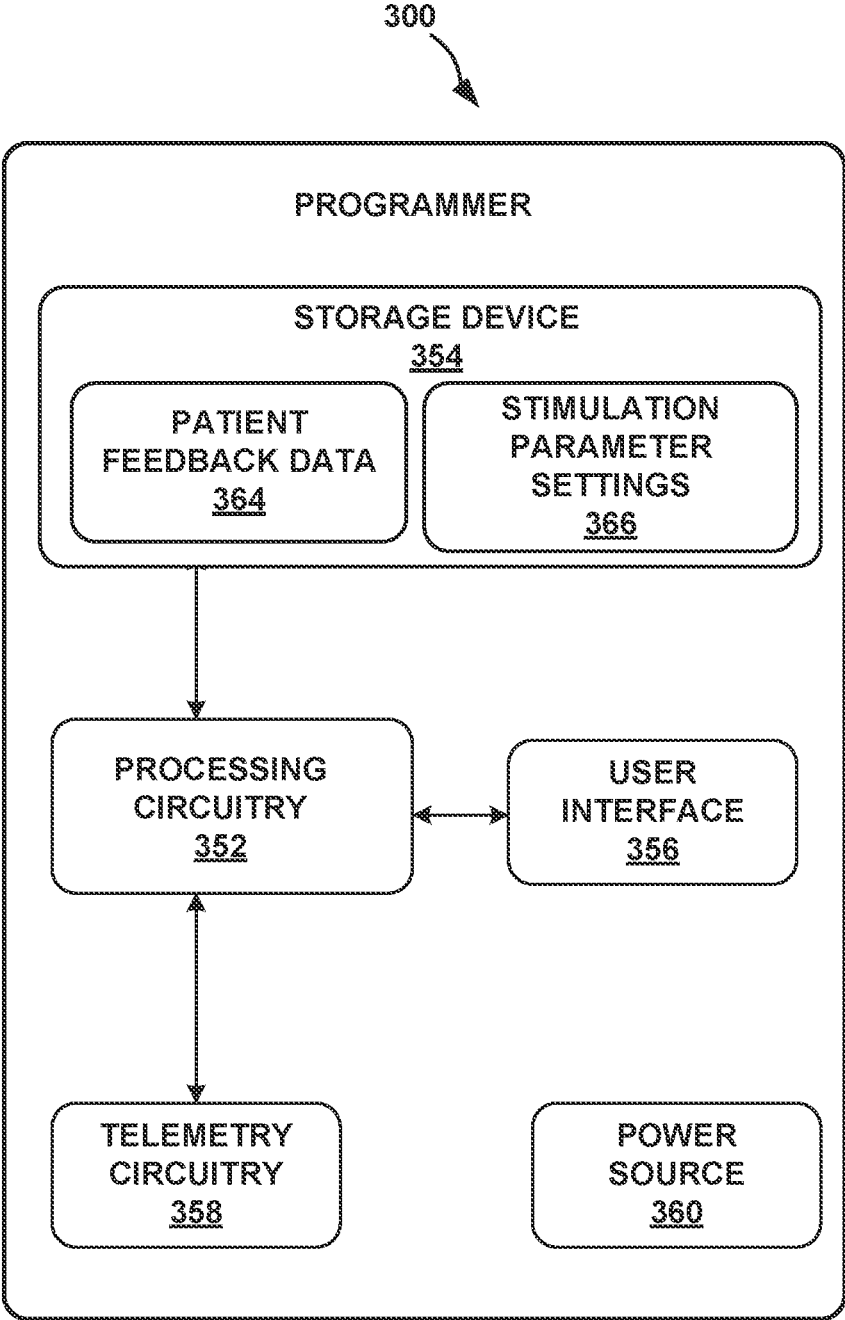 300
PROGRAMMER
STORAGE DEVICE
354
PATIENT
FEEDBACK DATA
364
STIMULATION
PARAMETER
SETTINGS
366
PROCESSING
CIRCUITRY
352
USER
INTERFACE
356
TELEMETRY
CIRCUITRY
358
POWER
SOURCE
360